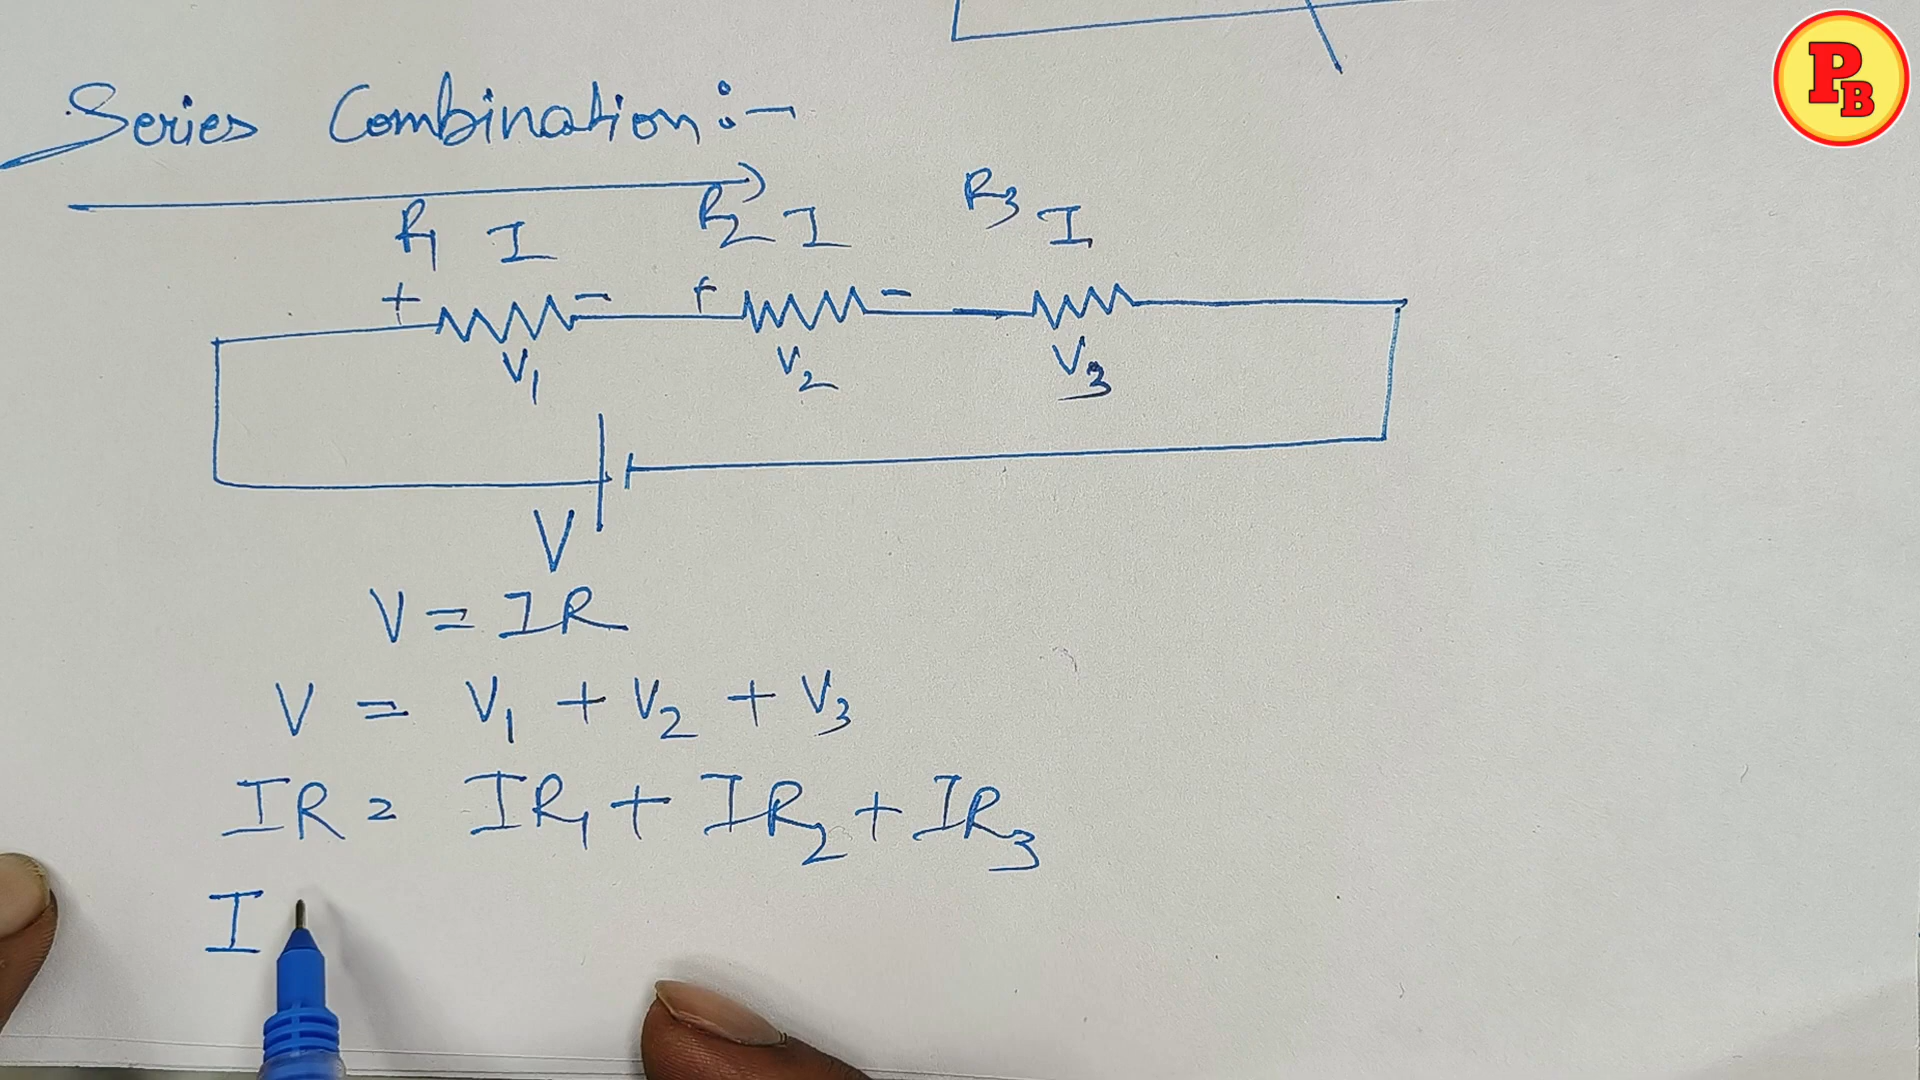 PB
Series Combination:-
R1 I R2 I R3 I
+ - + -
V1 V2 V3
V
V = IR
V = V1 + V2 + V3
IR = IR1 + IR2 + IR3
I